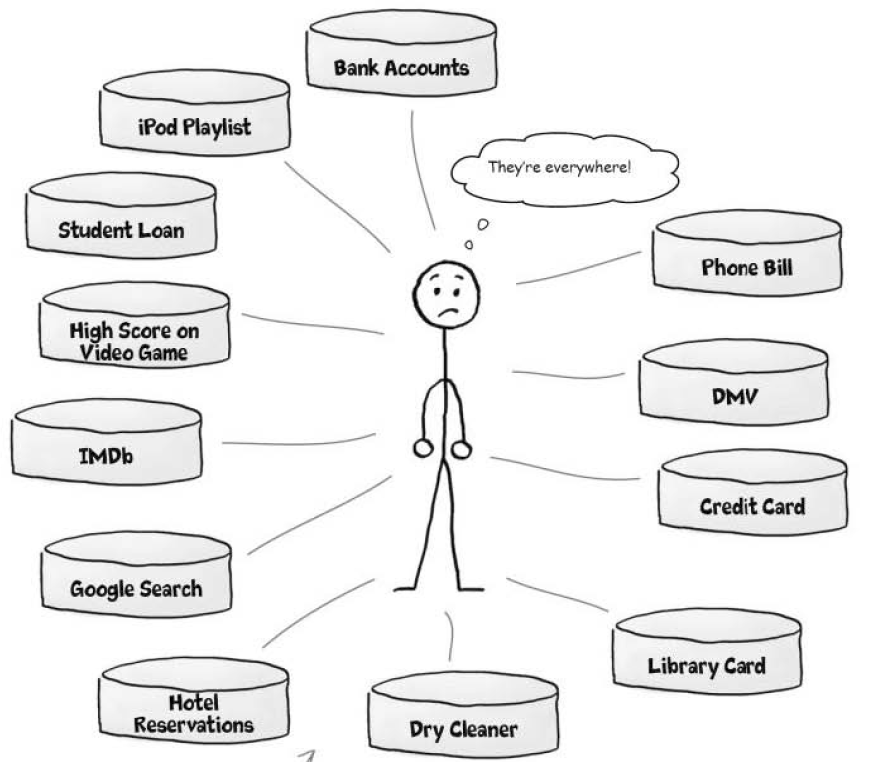 Bank Accounts
iPod Playlist
They're everywhere!
Student Loan
Phone Bill
High Score on
Video Game
DMV
IMDb
Credit Card
Google Search
Library Card
Hotel
Reservations
Dry Cleaner